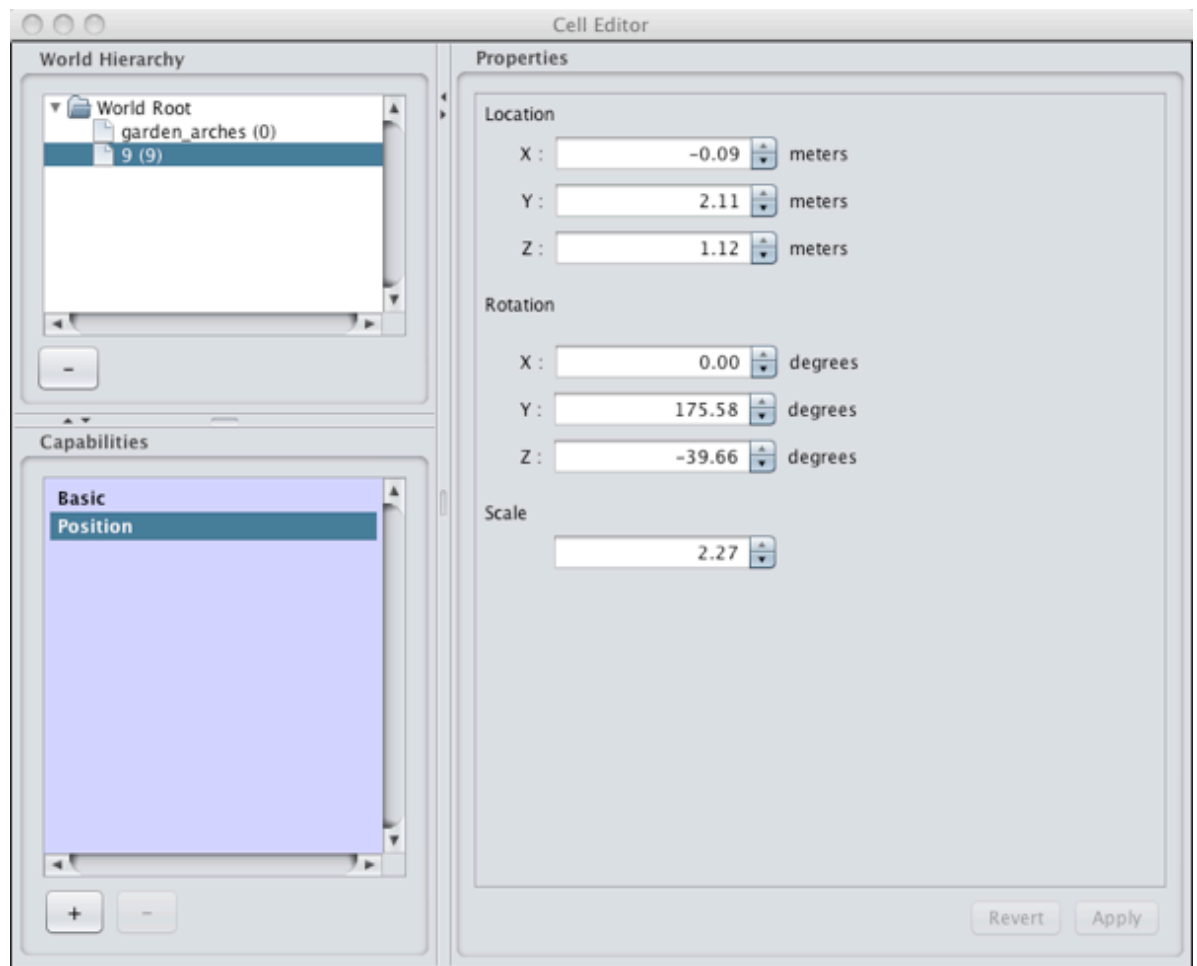 Cell Editor
World Hierarchy
World Root
garden_arches (0)
9 (9)
-
Capabilities
Basic
Position
+ -
Properties
Location
X : -0.09 meters
Y : 2.11 meters
Z : 1.12 meters
Rotation
X : 0.00 degrees
Y : 175.58 degrees
Z : -39.66 degrees
Scale
2.27
Revert Apply